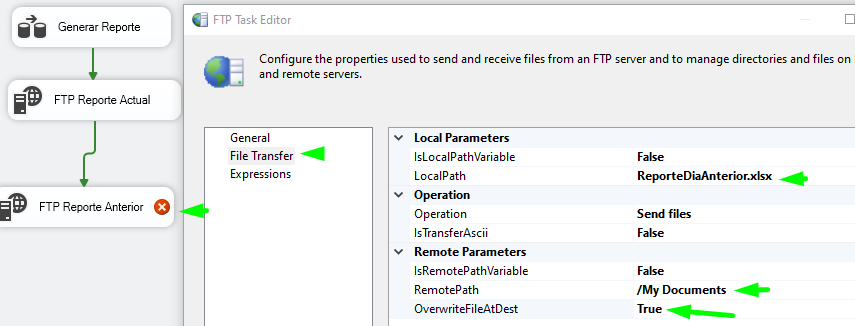 Generar Reporte
FTP Reporte Actual
FTP Reporte Anterior
FTP Task Editor
Configure the properties used to send and receive files from an FTP server and to manage directories and files on
and remote servers.
General
File Transfer
Expressions
Local Parameters
IsLocalPathVariable False
LocalPath ReporteDiaAnterior.xlsx
Operation
Operation Send files
IsTransferAscii False
Remote Parameters
IsRemotePathVariable False
RemotePath /My Documents
OverwriteFileAtDest True